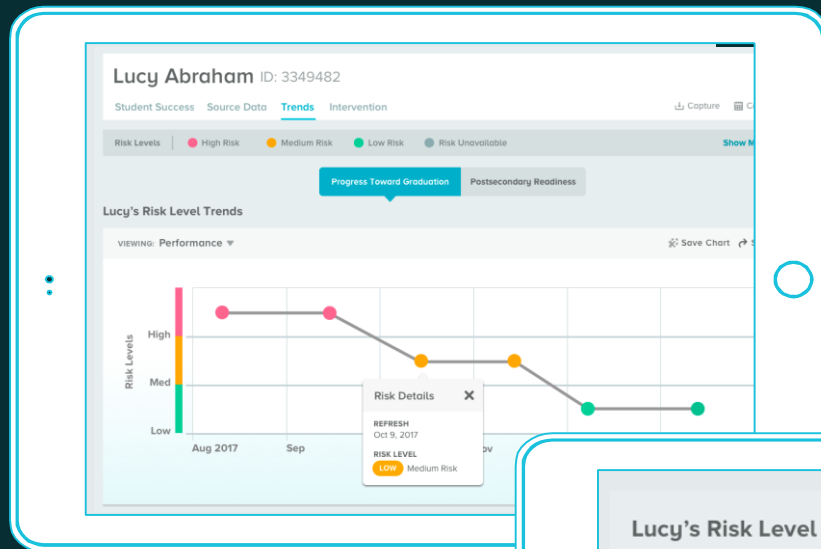 Lucy Abraham ID: 3349482
Student Success Source Data Trends Intervention
Capture
Risk Levels High Risk Medium Risk Low Risk Risk Unavailable Show
Progress Toward Graduation Postsecondary Readiness
Lucy's Risk Level Trends
VIEWING: Performance
Save Chart
Risk Levels
High
Med
Low
Aug 2017 Sep
Risk Details
REFRESH
Oct 9, 2017
RISK LEVEL
LOW Medium Risk
Lucy's Risk Level